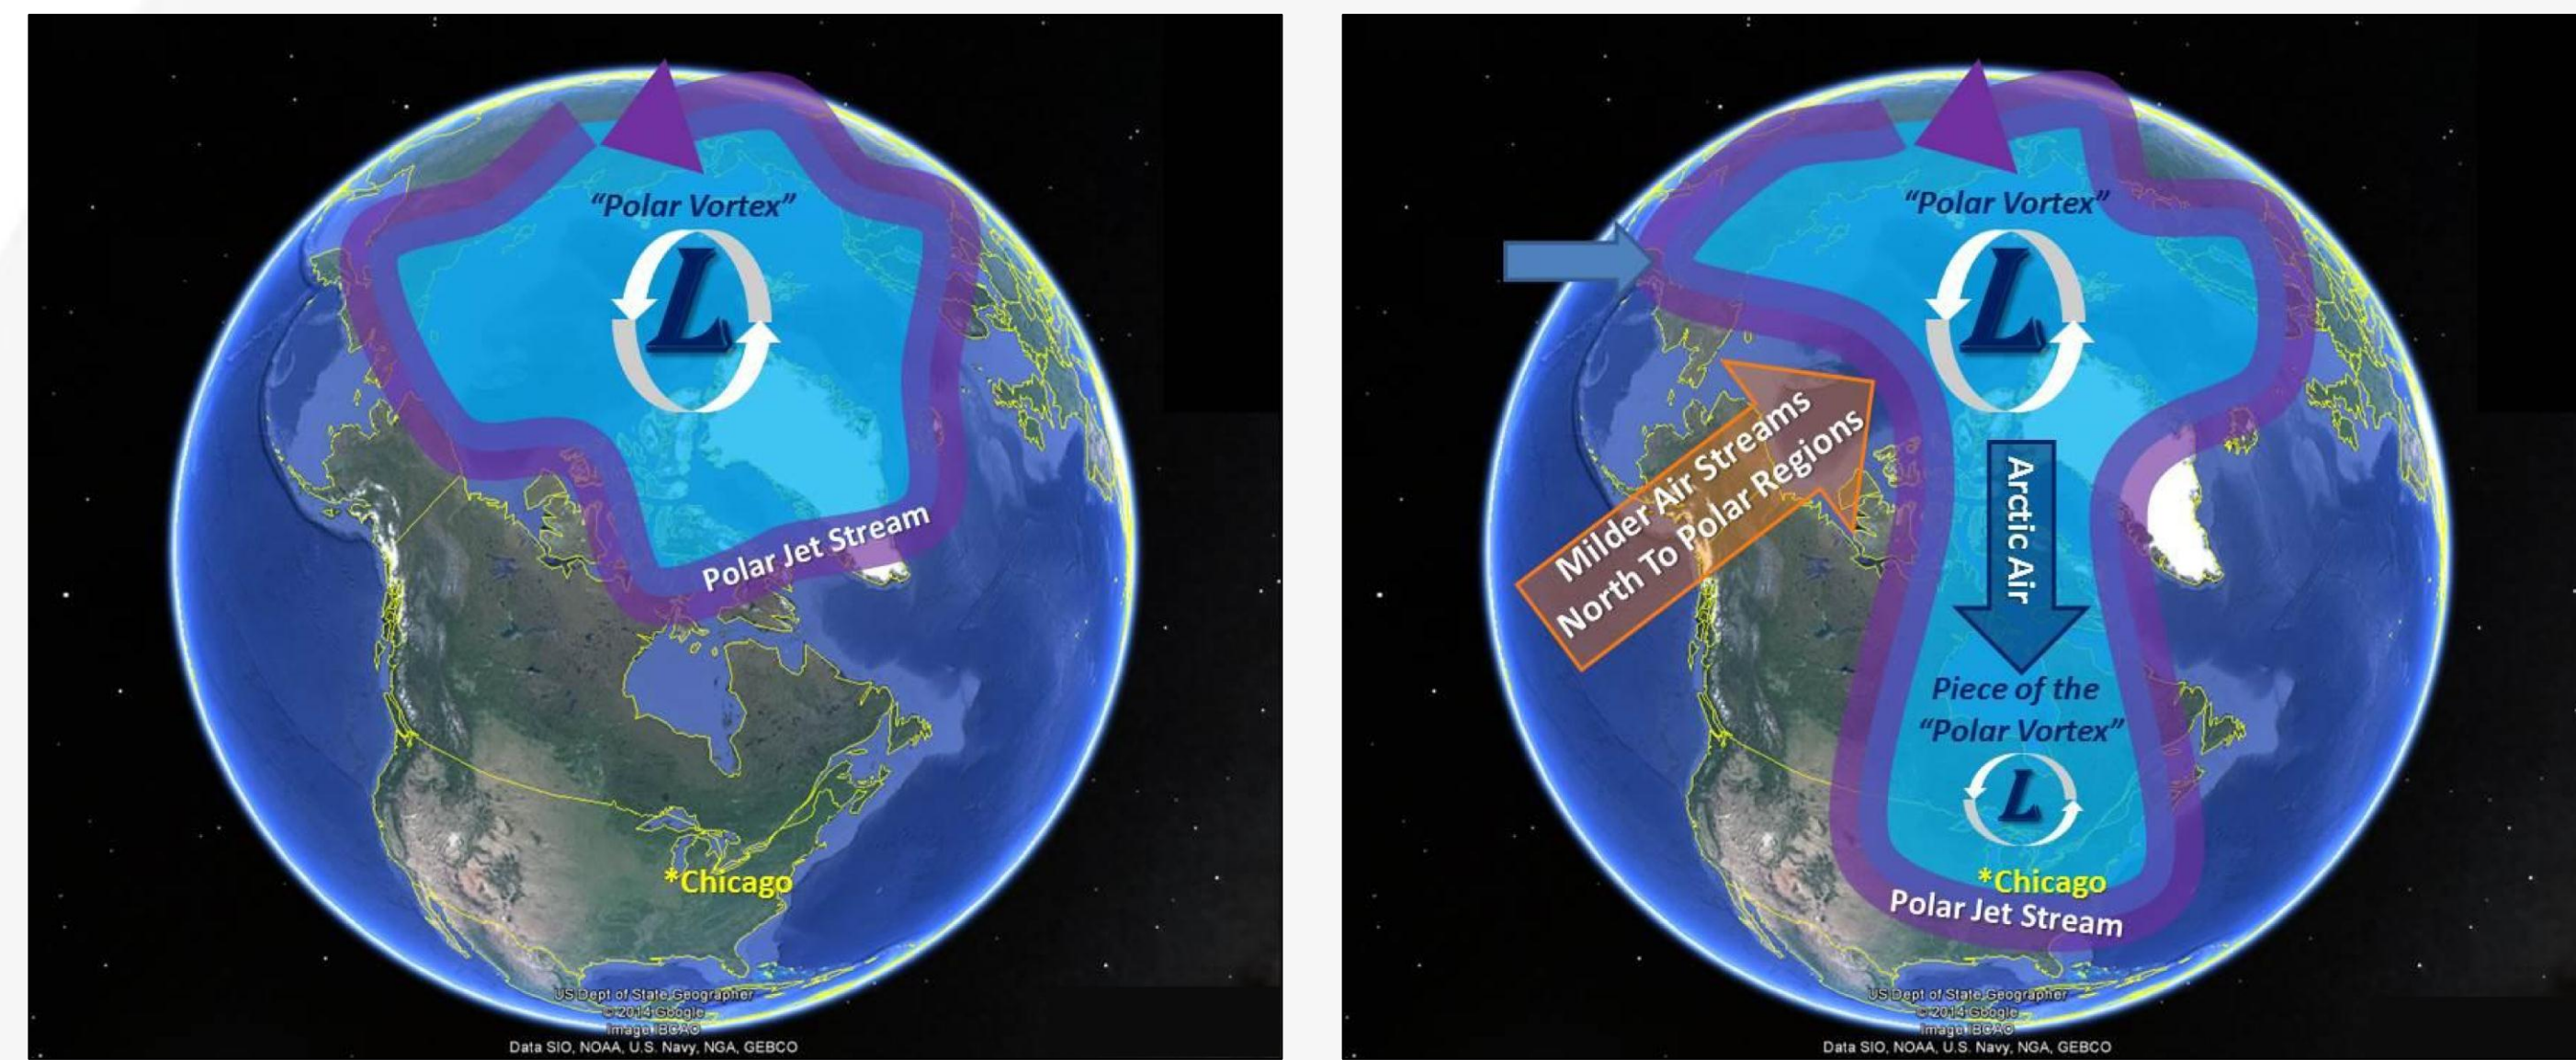 “Polar Vortex”
L
Polar Jet Stream
*Chicago
US Dept of State Geographer
© 2014 Google
Image IBCAO
Data SIO, NOAA, U.S. Navy, NGA, GEBCO
“Polar Vortex”
L
Milder Air Streams
North To Polar Regions
Arctic Air
Piece of the
“Polar Vortex”
L
*Chicago
Polar Jet Stream
US Dept of State Geographer
© 2014 Google
Image IBCAO
Data SIO, NOAA, U.S. Navy, NGA, GEBCO